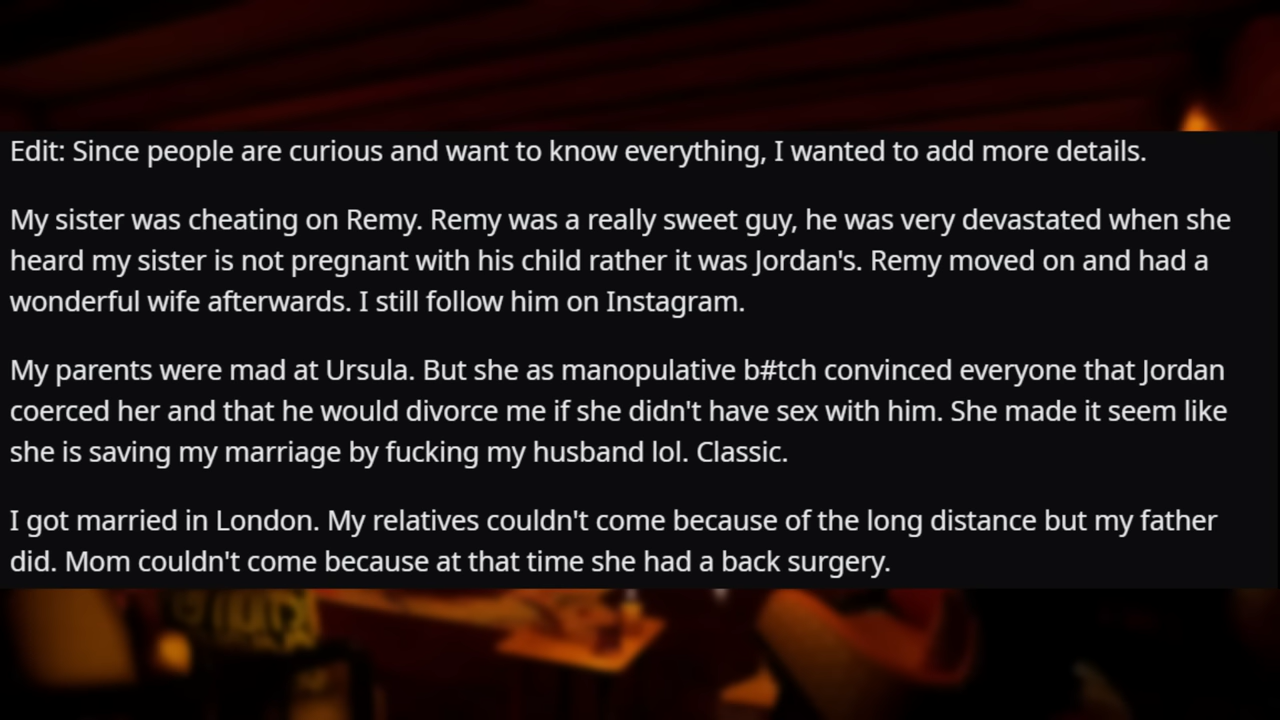 Edit: Since people are curious and want to know everything, I wanted to add more details.
My sister was cheating on Remy. Remy was a really sweet guy, he was very devastated when she
heard my sister is not pregnant with his child rather it was Jordan's. Remy moved on and had a
wonderful wife afterwards. I still follow him on Instagram.
My parents were mad at Ursula. But she as manopulative b#tch convinced everyone that Jordan
coerced her and that he would divorce me if she didn't have sex with him. She made it seem like
she is saving my marriage by fucking my husband lol. Classic.
I got married in London. My relatives couldn't come because of the long distance but my father
did. Mom couldn't come because at that time she had a back surgery.